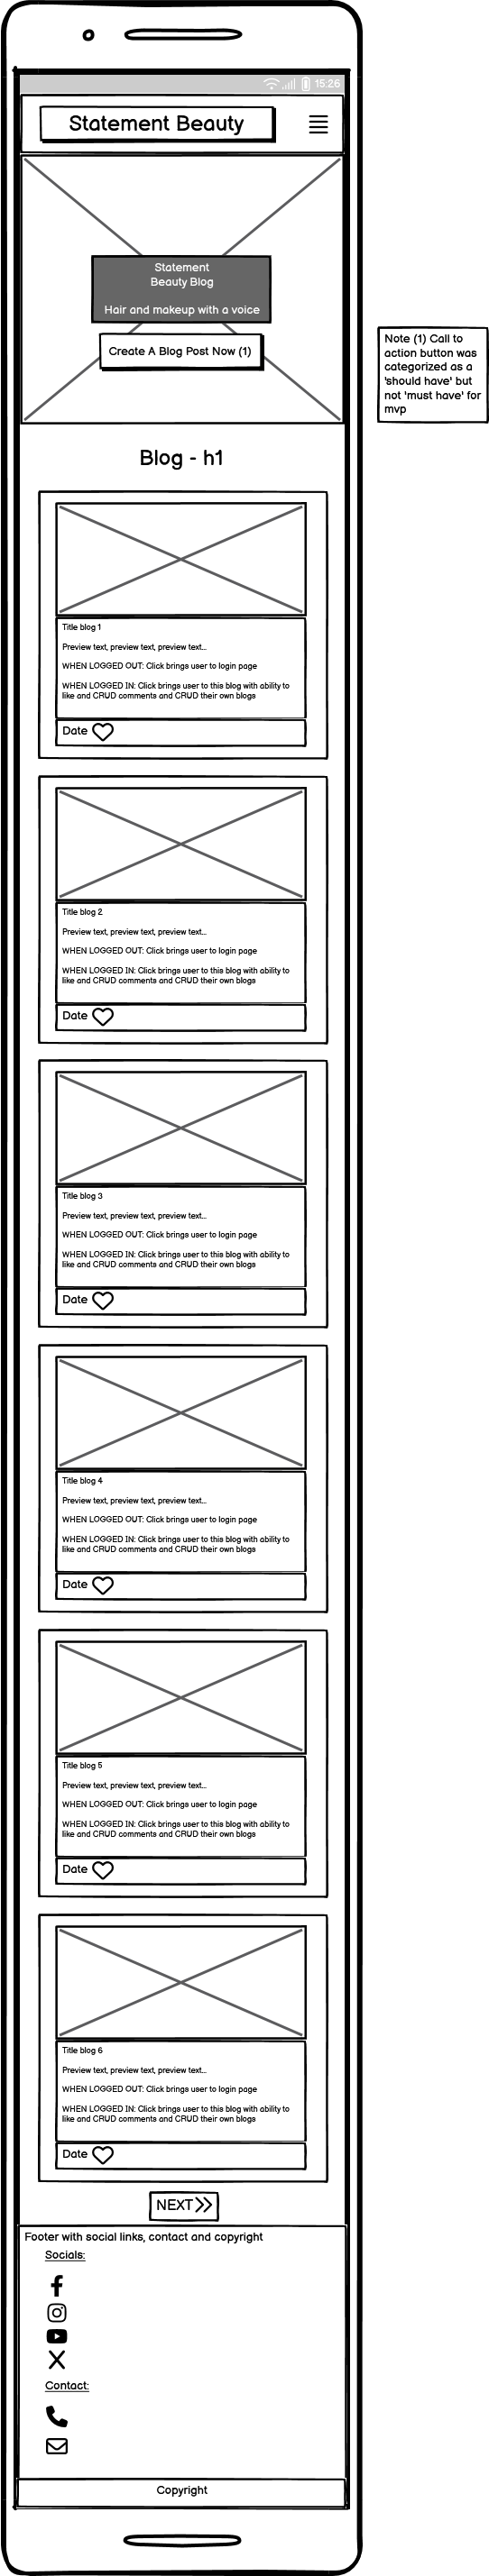 15:26
Statement Beauty
Statement
Beauty Blog
Hair and makeup with a voice
Create A Blog Post Now (1)
Note (1) Call to
action button was
categorized as a
'should have' but
not 'must have' for
mvp
Blog - h1
Title blog 1
Preview text, preview text, preview text...
WHEN LOGGED OUT: Click brings user to login page
WHEN LOGGED IN: Click brings user to this blog with ability to
like and CRUD comments and CRUD their own blogs
Date
Title blog 2
Preview text, preview text, preview text...
WHEN LOGGED OUT: Click brings user to login page
WHEN LOGGED IN: Click brings user to this blog with ability to
like and CRUD comments and CRUD their own blogs
Date
Title blog 3
Preview text, preview text, preview text...
WHEN LOGGED OUT: Click brings user to login page
WHEN LOGGED IN: Click brings user to this blog with ability to
like and CRUD comments and CRUD their own blogs
Date
Title blog 4
Preview text, preview text, preview text...
WHEN LOGGED OUT: Click brings user to login page
WHEN LOGGED IN: Click brings user to this blog with ability to
like and CRUD comments and CRUD their own blogs
Date
Title blog 5
Preview text, preview text, preview text...
WHEN LOGGED OUT: Click brings user to login page
WHEN LOGGED IN: Click brings user to this blog with ability to
like and CRUD comments and CRUD their own blogs
Date
Title blog 6
Preview text, preview text, preview text...
WHEN LOGGED OUT: Click brings user to login page
WHEN LOGGED IN: Click brings user to this blog with ability to
like and CRUD comments and CRUD their own blogs
Date
NEXT
Footer with social links, contact and copyright
Socials:
Contact:
Copyright